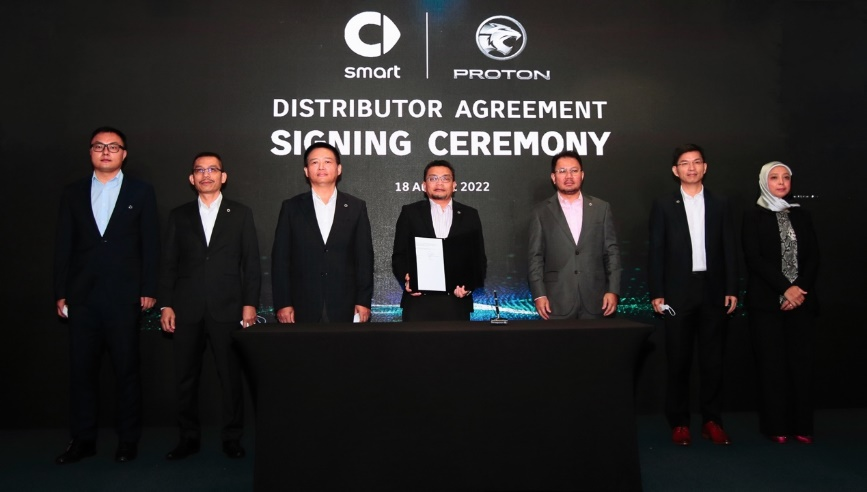 smart PROTON
DISTRIBUTOR AGREEMENT
SIGNING CEREMONY
18 2022